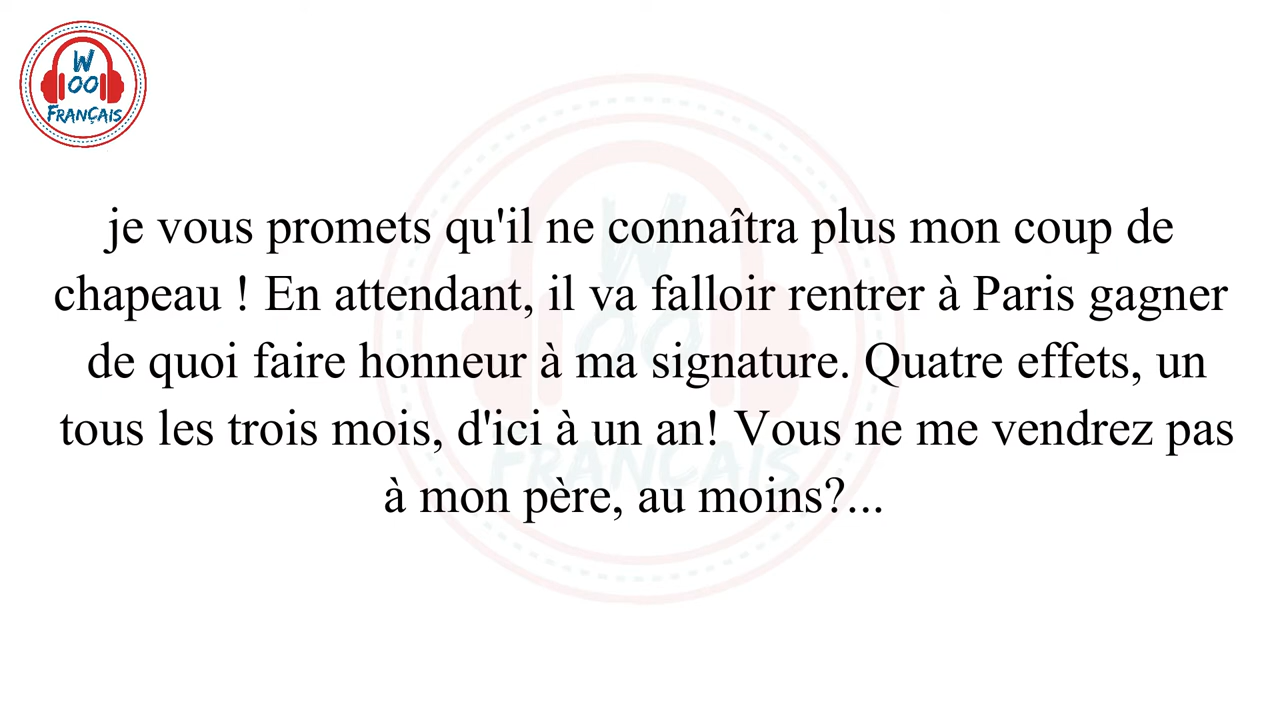 W
OO
FRANÇAIS
je vous promets qu'il ne connaîtra plus mon coup de
chapeau ! En attendant, il va falloir rentrer à Paris gagner
de quoi faire honneur à ma signature. Quatre effets, un
tous les trois mois, d'ici à un an! Vous ne me vendrez pas
à mon père, au moins?...
W
OO
FRANÇAIS